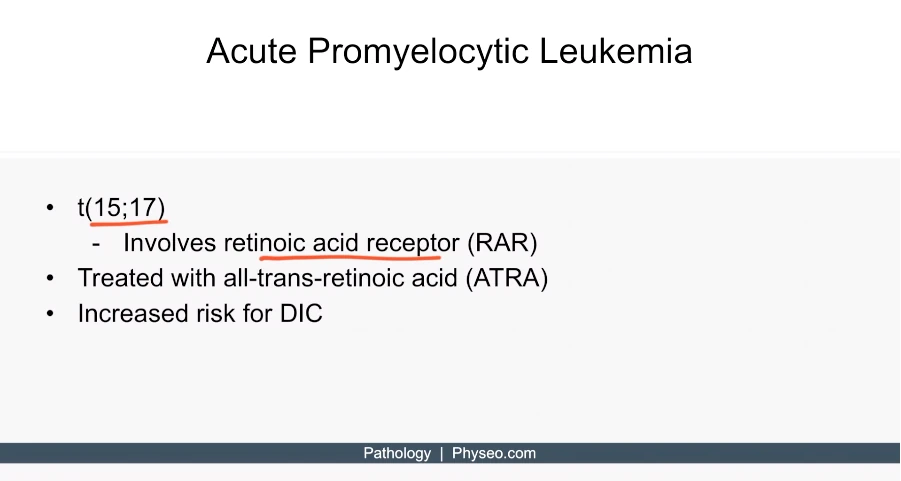 Acute Promyelocytic Leukemia
• t(15;17)
- Involves retinoic acid receptor (RAR)
• Treated with all-trans-retinoic acid (ATRA)
• Increased risk for DIC
Pathology | Physeo.com